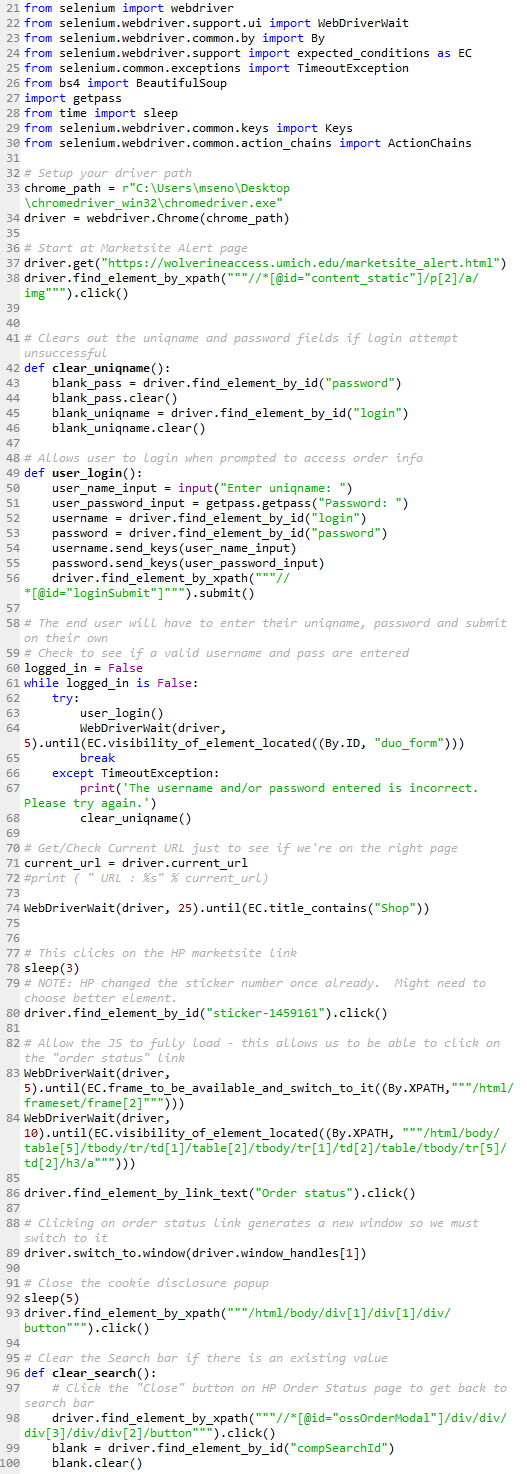 21 from selenium import webdriver
22 from selenium.webdriver.support.ui import WebDriverWait
23 from selenium.webdriver.common.by import By
24 from selenium.webdriver.support import expected_conditions as EC
25 from selenium.common.exceptions import TimeoutException
26 from bs4 import BeautifulSoup
27 import getpass
28 from time import sleep
29 from selenium.webdriver.common.keys import Keys
30 from selenium.webdriver.common.action_chains import ActionChains
31
32 # Setup your driver path
33 chrome_path = r"C:\Users\mseno\Desktop
\chromedriver_win32\chromedriver.exe"
34 driver = webdriver.Chrome(chrome_path)
35
36 # Start at Marketsite Alert page
37 driver.get("https://wolverineaccess.umich.edu/marketsite_alert.html")
38 driver.find_element_by_xpath("""//*[@id="content_static"]/p[2]/a/
img""").click()
39
40
41 # Clears out the uniqname and password fields if login attempt
unsuccessful
42 def clear_uniqname():
43     blank_pass = driver.find_element_by_id("password")
44     blank_pass.clear()
45     blank_uniqname = driver.find_element_by_id("login")
46     blank_uniqname.clear()
47
48 # Allows user to login when prompted to access order info
49 def user_login():
50     user_name_input = input("Enter uniqname: ")
51     user_password_input = getpass.getpass("Password: ")
52     username = driver.find_element_by_id("login")
53     password = driver.find_element_by_id("password")
54     username.send_keys(user_name_input)
55     password.send_keys(user_password_input)
56     driver.find_element_by_xpath("""//
*[@id="loginSubmit"]""").submit()
57
58 # The end user will have to enter their uniqname, password and submit
on their own
59 # Check to see if a valid username and pass are entered
60 logged_in = False
61 while logged_in is False:
62     try:
63         user_login()
64         WebDriverWait(driver,
5).until(EC.visibility_of_element_located((By.ID, "duo_form")))
65         break
66     except TimeoutException:
67         print('The username and/or password entered is incorrect.
Please try again.')
68         clear_uniqname()
69
70 # Get/Check Current URL just to see if we're on the right page
71 current_url = driver.current_url
72 #print ( " URL : %s" % current_url)
73
74 WebDriverWait(driver, 25).until(EC.title_contains("Shop"))
75
76
77 # This clicks on the HP marketsite link
78 sleep(3)
79 # NOTE: HP changed the sticker number once already.  Might need to
choose better element.
80 driver.find_element_by_id("sticker-1459161").click()
81
82 # Allow the JS to fully load - this allows us to be able to click on
the "order status" link
83 WebDriverWait(driver,
5).until(EC.frame_to_be_available_and_switch_to_it((By.XPATH,"""/html/
frameset/frame[2]""")))
84 WebDriverWait(driver,
10).until(EC.visibility_of_element_located((By.XPATH, """/html/body/
table[5]/tbody/tr/td[1]/table[2]/tbody/tr[1]/td[2]/table/tbody/tr[5]/
td[2]/h3/a""")))
85
86 driver.find_element_by_link_text("Order status").click()
87
88 # Clicking on order status link generates a new window so we must
switch to it
89 driver.switch_to.window(driver.window_handles[1])
90
91 # Close the cookie disclosure popup
92 sleep(5)
93 driver.find_element_by_xpath("""/html/body/div[1]/div[1]/div/
button""").click()
94
95 # Clear the Search bar if there is an existing value
96 def clear_search():
97     # Click the "Close" button on HP Order Status page to get back to
search bar
98     driver.find_element_by_xpath("""//*[@id="ossOrderModal"]/div/div/
div[3]/div/div[2]/button""").click()
99     blank = driver.find_element_by_id("compSearchId")
100     blank.clear()